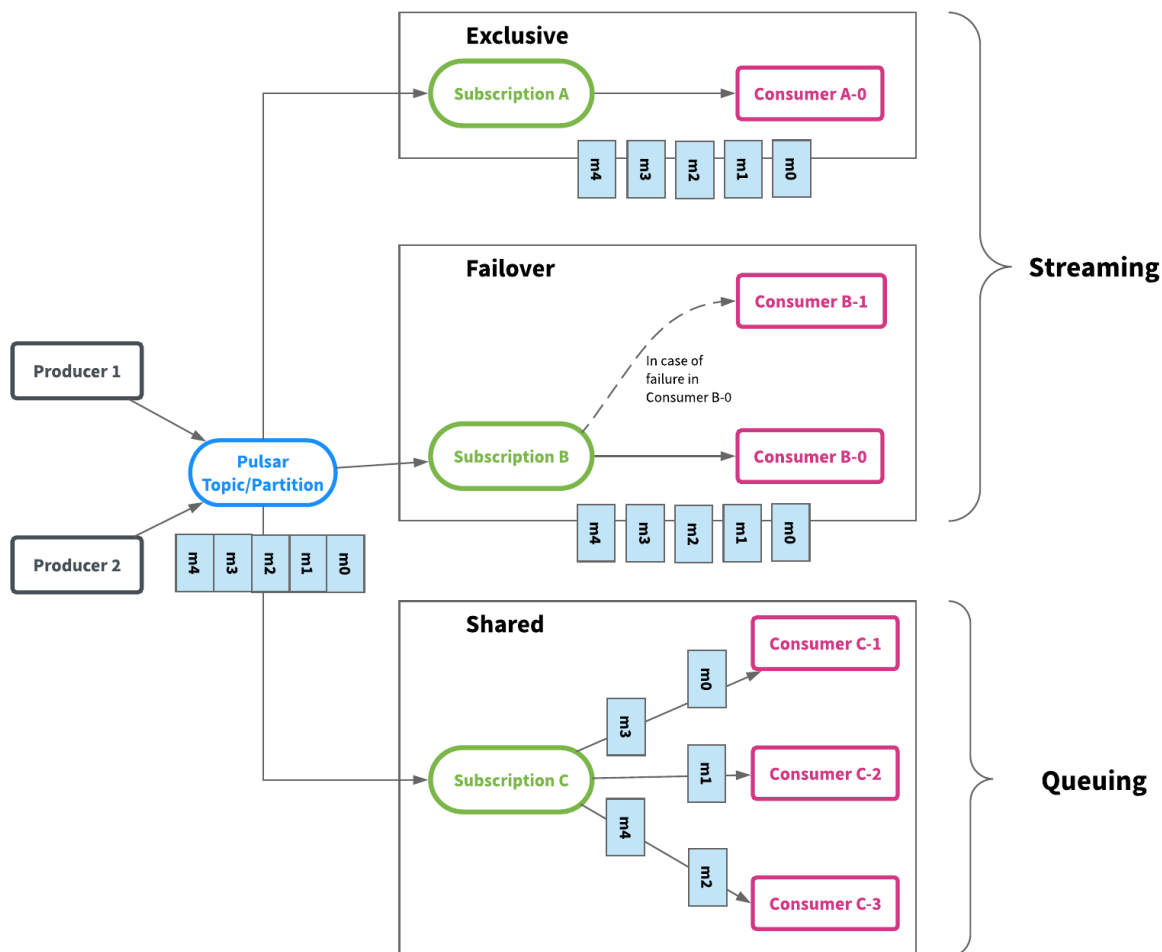 Exclusive
Subscription A
Consumer A-0
m4
m3
m2
m1
m0
Streaming
Failover
Consumer B-1
In case of
failure in
Consumer B-0
Subscription B
Consumer B-0
m4
m3
m2
m1
m0
Producer 1
Pulsar
Topic/Partition
Producer 2
m4
m3
m2
m1
m0
Shared
Consumer C-1
m0
m3
Subscription C
m1
Consumer C-2
m4
m2
Consumer C-3
Queuing